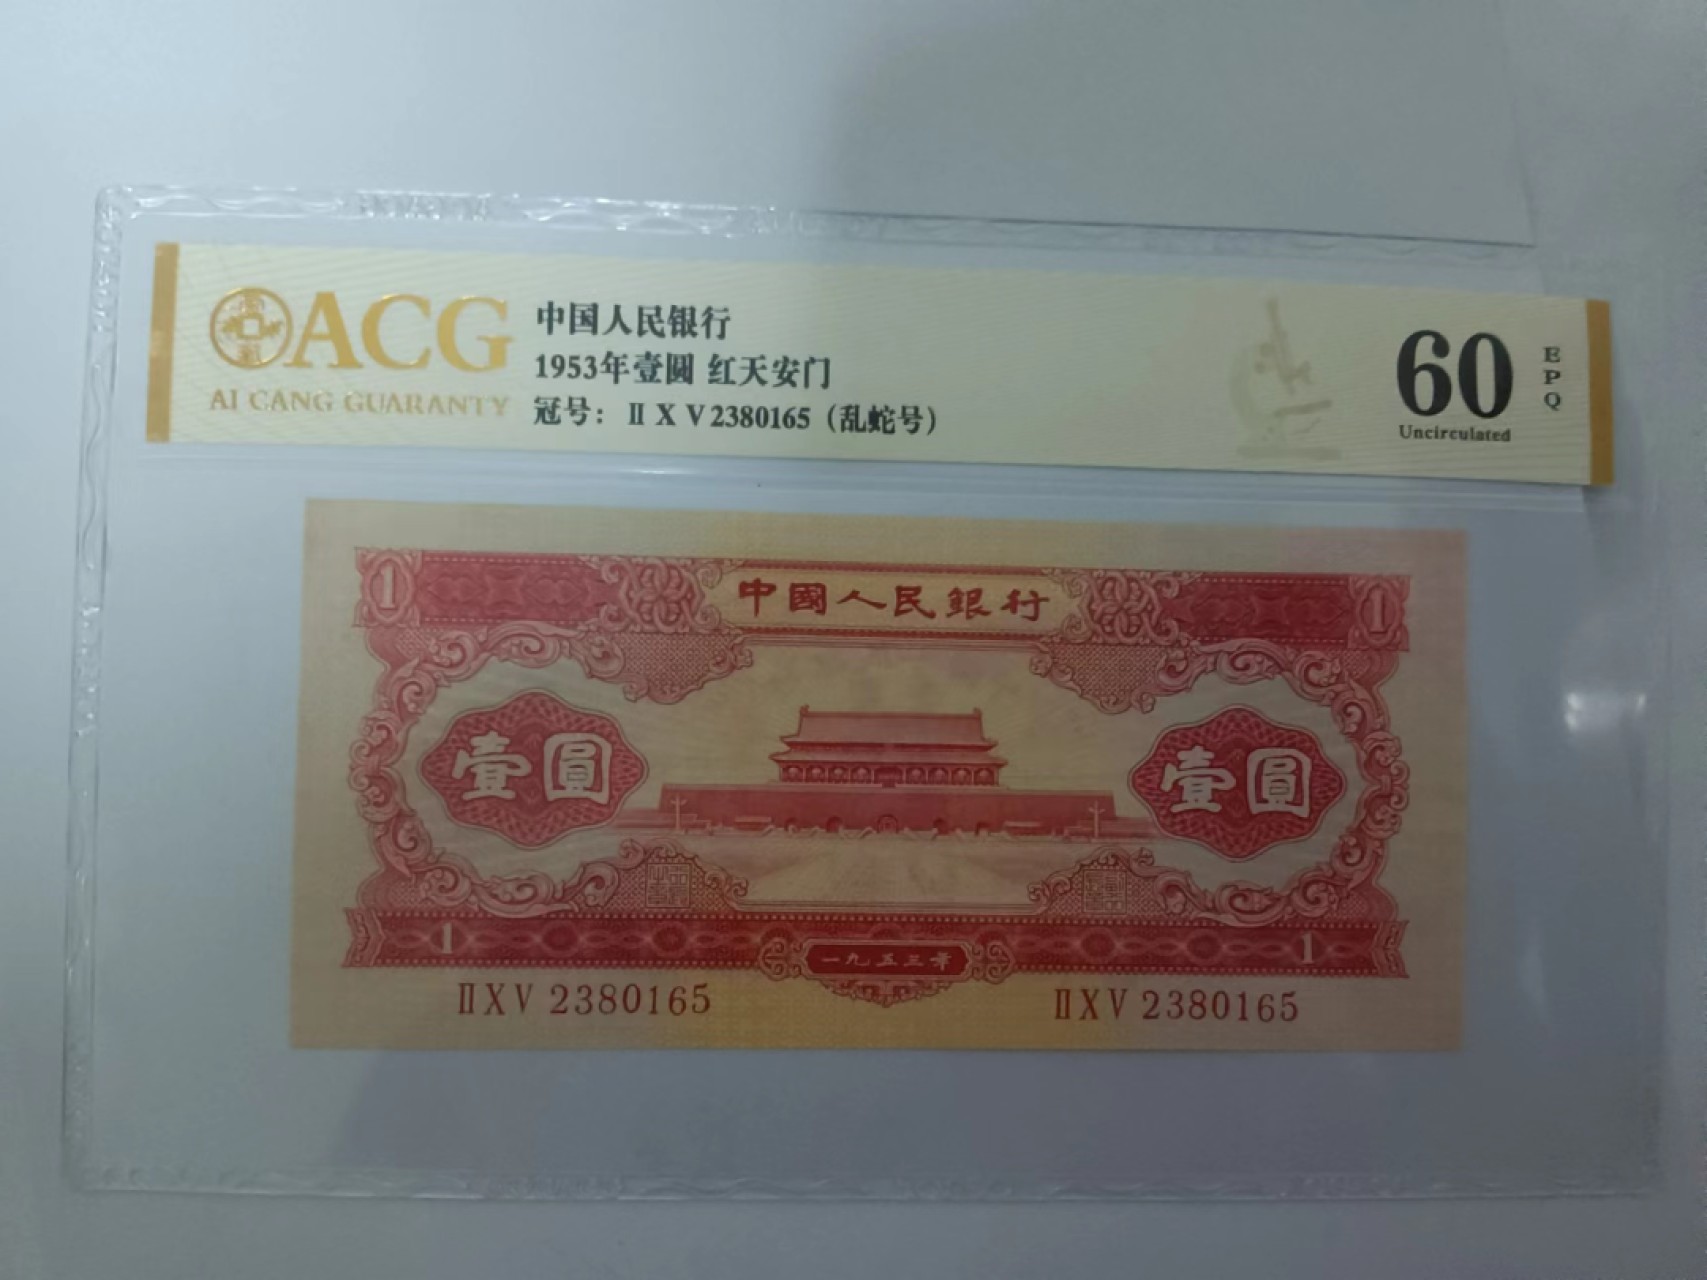 ACG
AI CANG GUARANTY
中国人民银行
1953年壹圆 红天安门
冠号：ⅡⅩⅤ2380165（乱蛇号）
60
Uncirculated
EPQ
1
中國人民銀行
1
壹圓
壹圓
1
一九五三年
1
ⅡⅩⅤ 2380165
ⅡⅩⅤ 2380165